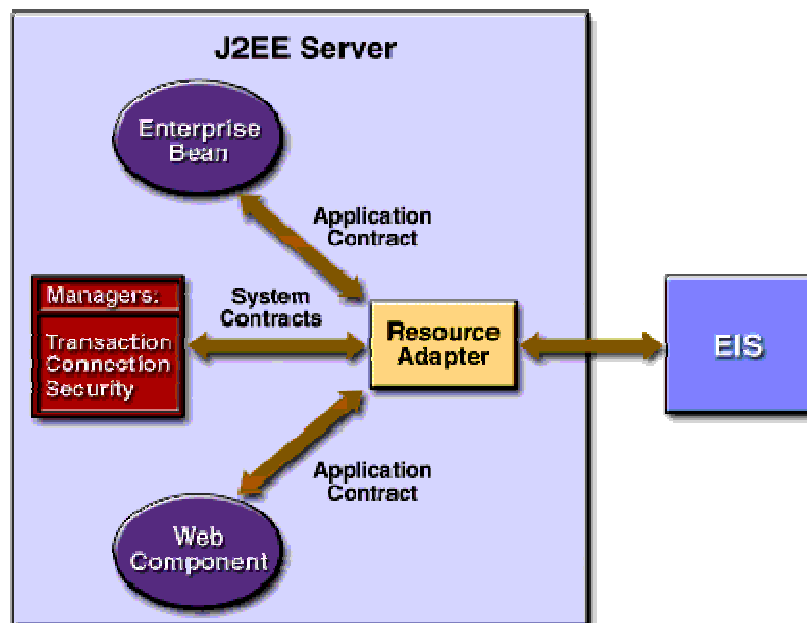 J2EE Server
Enterprise
Bean
Application
Contract
Managers:
Transaction
Connection
Security
System
Contracts
Resource
Adapter
EIS
Application
Contract
Web
Component